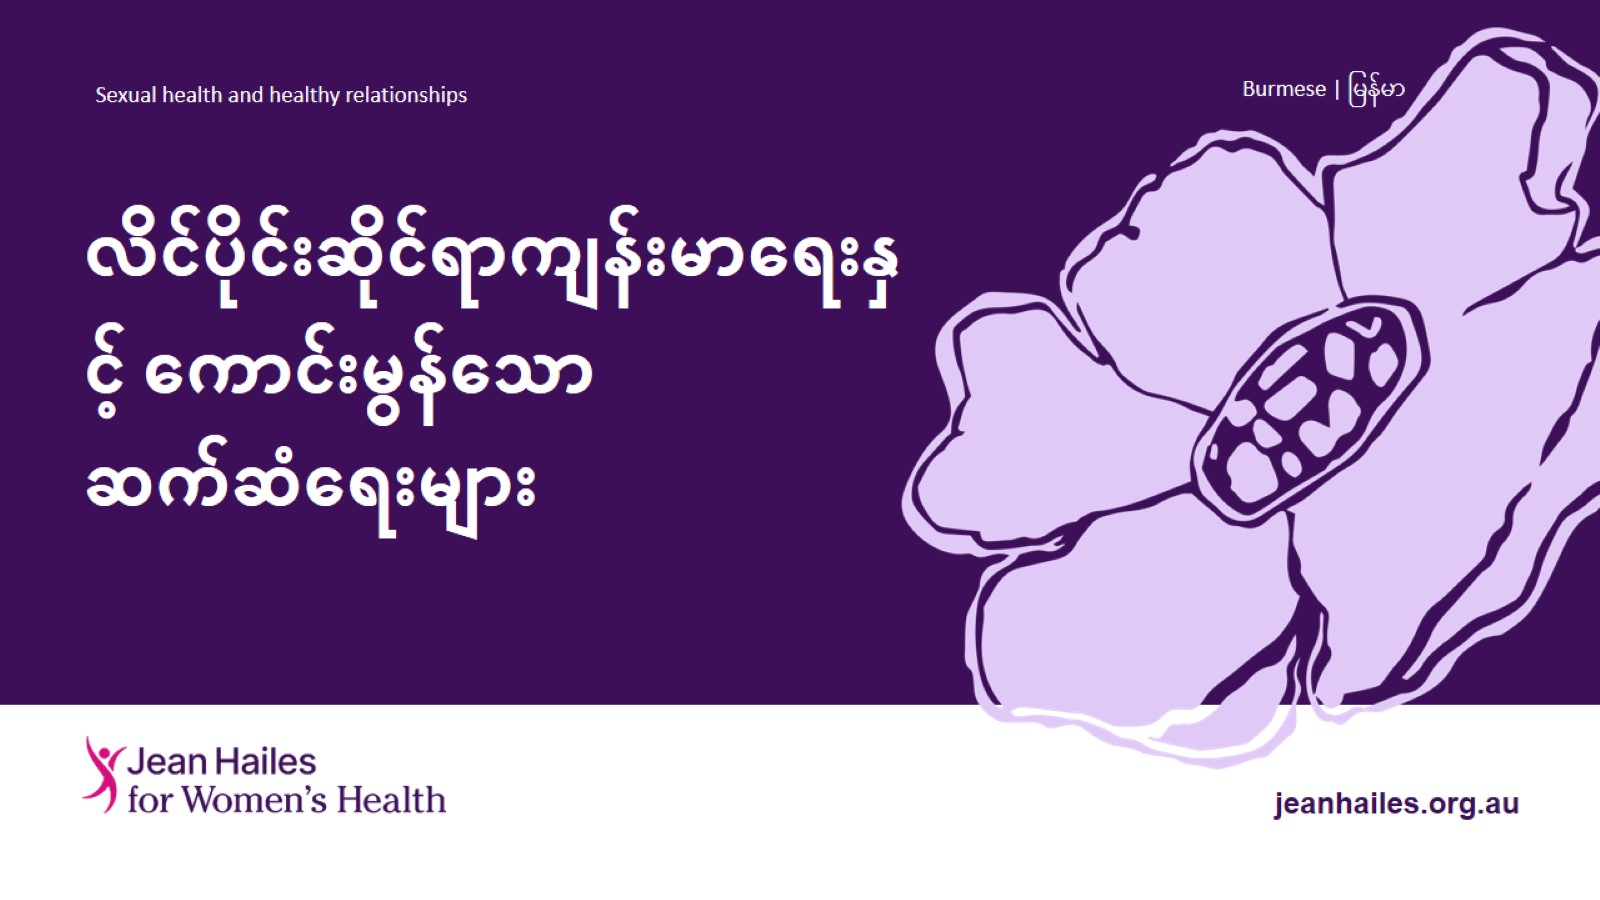 Sexual health and healthy relationships
Burmese | မြန်မာ
လိင်ပိုင်းဆိုင်ရာကျန်းမာရေးနှ
င့် ကောင်းမွန်သော
ဆက်ဆံရေးများ
Jean Hailes
for Women's Health
jeanhailes.org.au